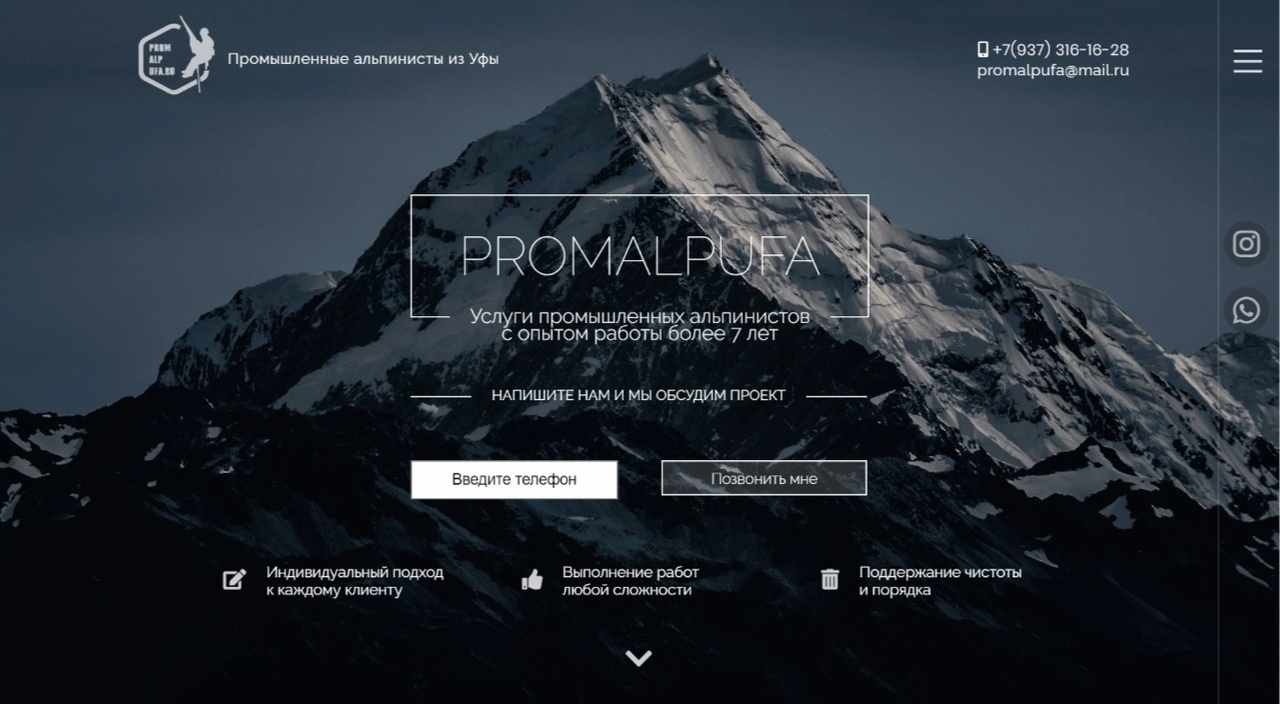 PROM
ALP
UFA.RU
Промышленные альпинисты из Уфы
+7(937) 316-16-28
promalpufa@mail.ru
PROMALPUFA
Услуги промышленных альпинистов
с опытом работы более 7 лет
НАПИШИТЕ НАМ И МЫ ОБСУДИМ ПРОЕКТ
Введите телефон
Позвонить мне
Индивидуальный подход
к каждому клиенту
Выполнение работ
любой сложности
Поддержание чистоты
и порядка